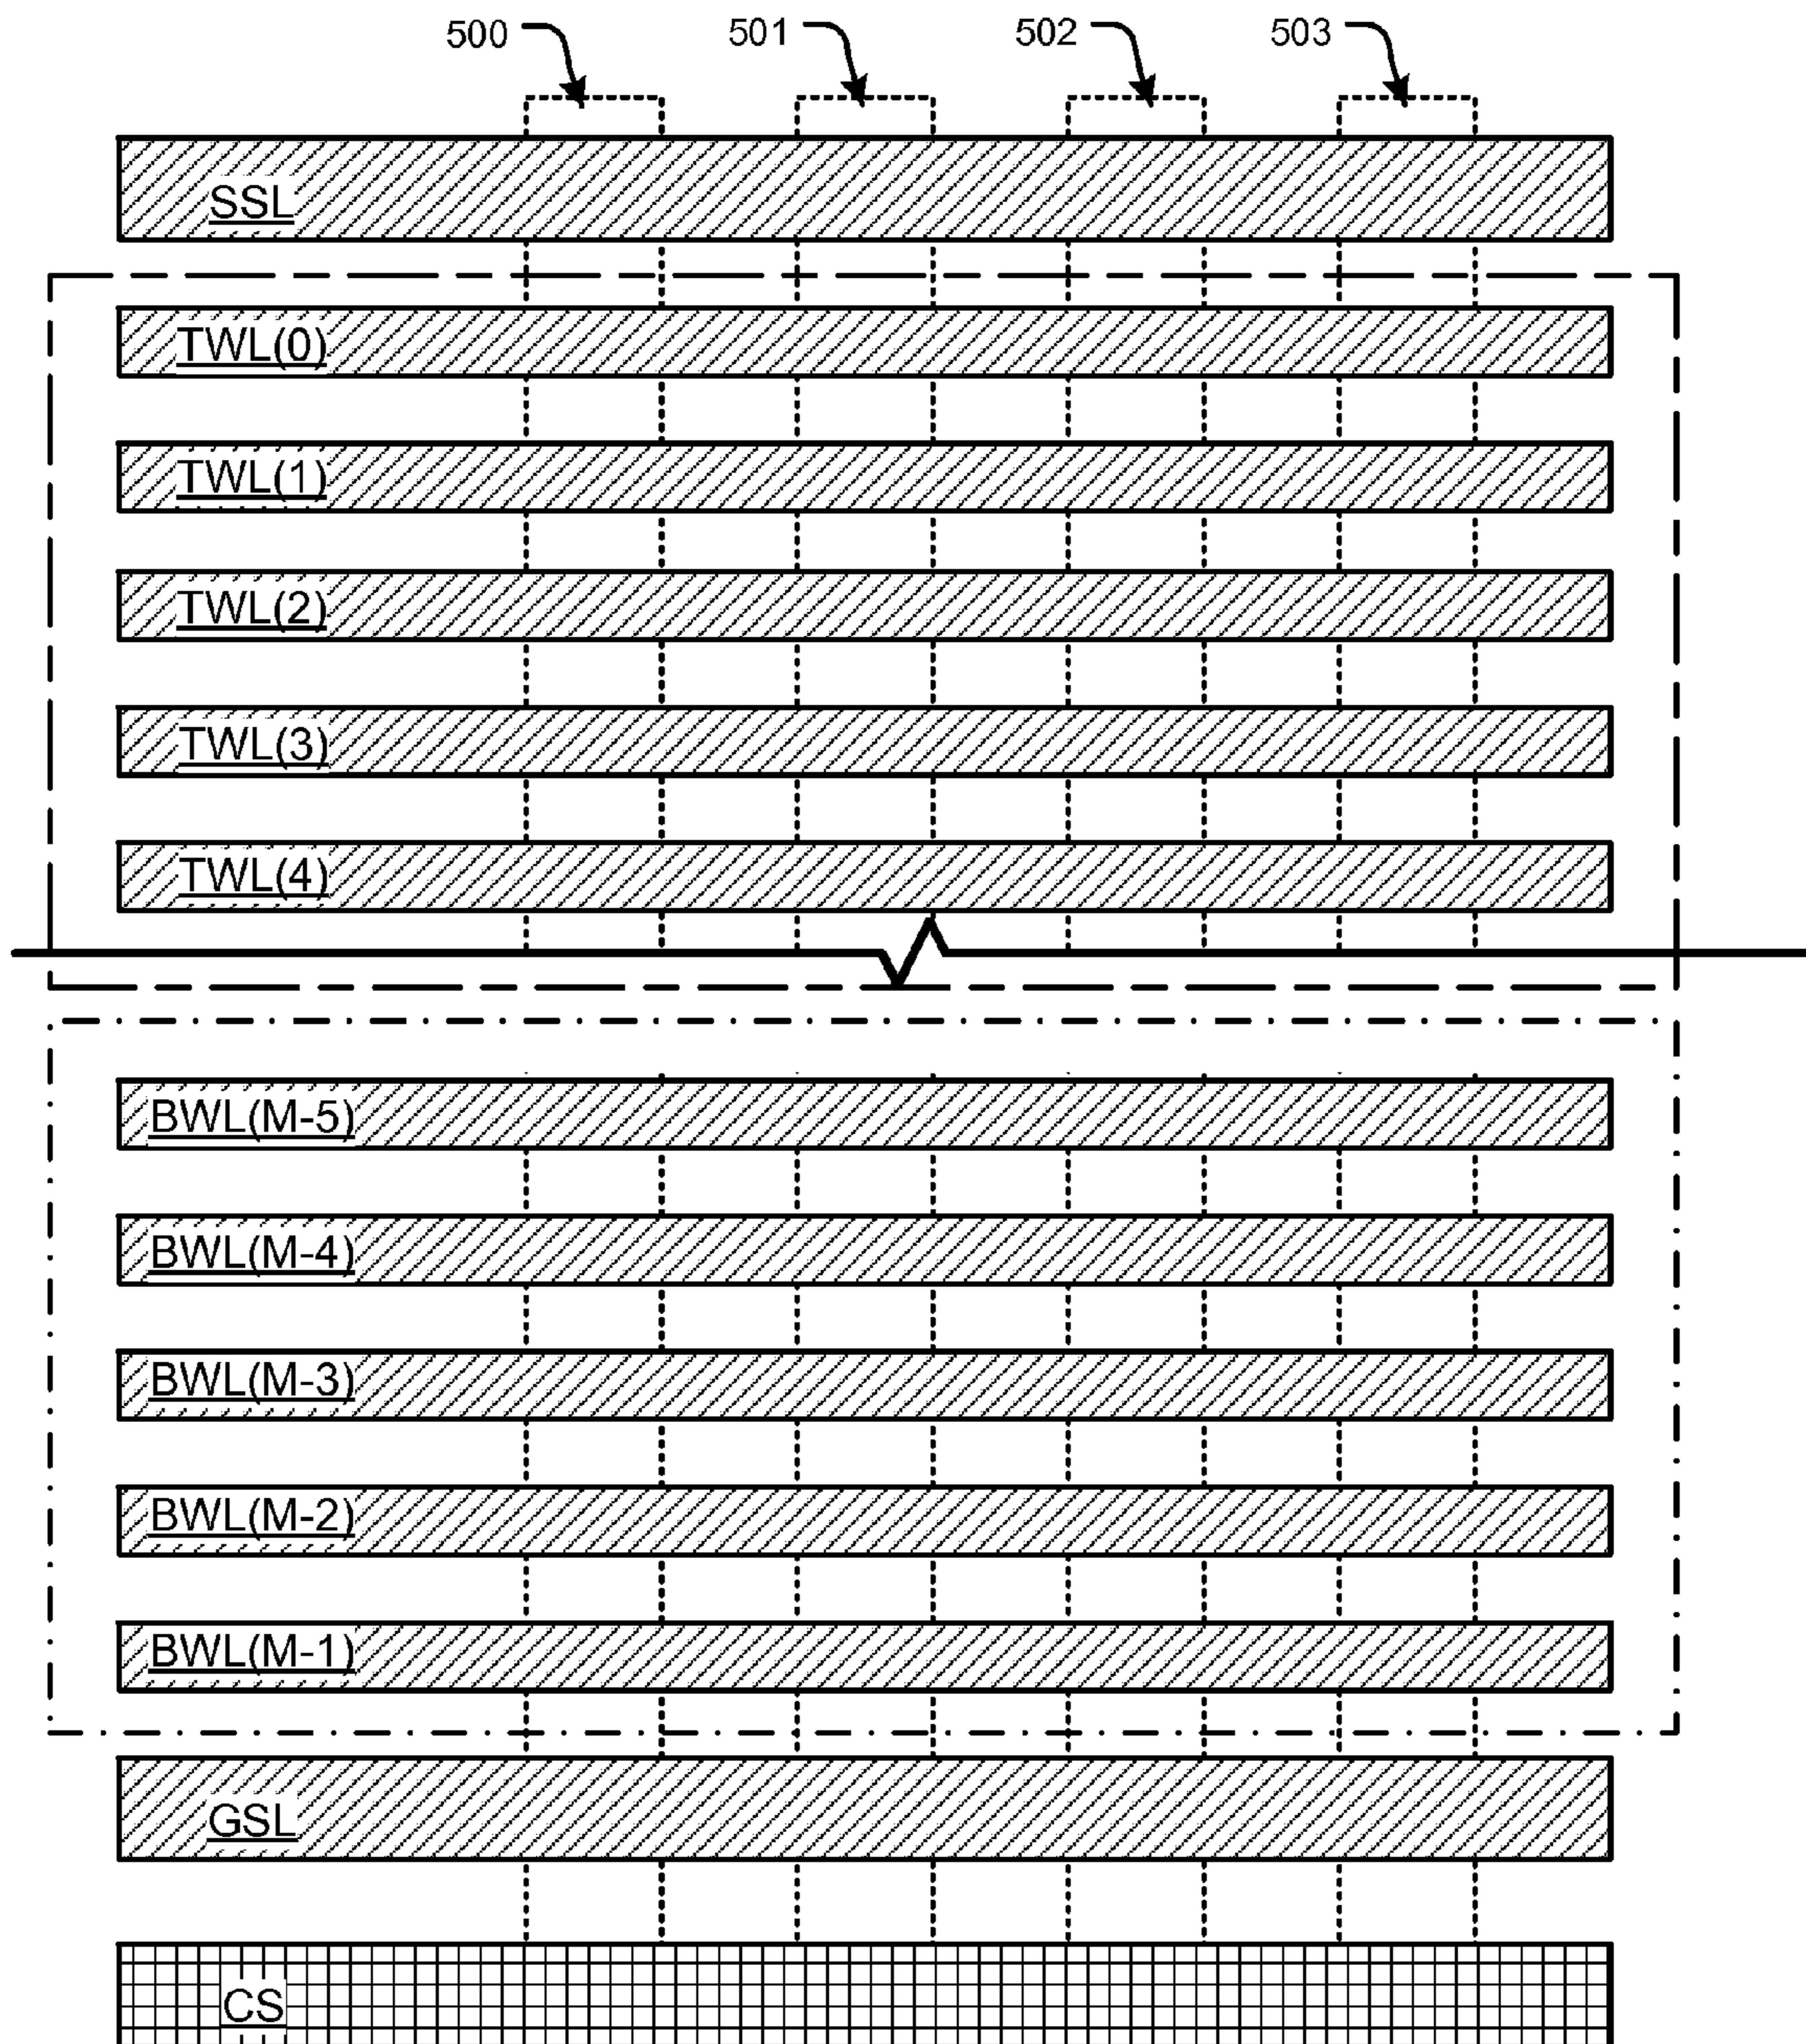 500 501 502 503
SSL
TWL(0)
TWL(1)
TWL(2)
TWL(3)
TWL(4)
BWL(M-5)
BWL(M-4)
BWL(M-3)
BWL(M-2)
BWL(M-1)
GSL
CS